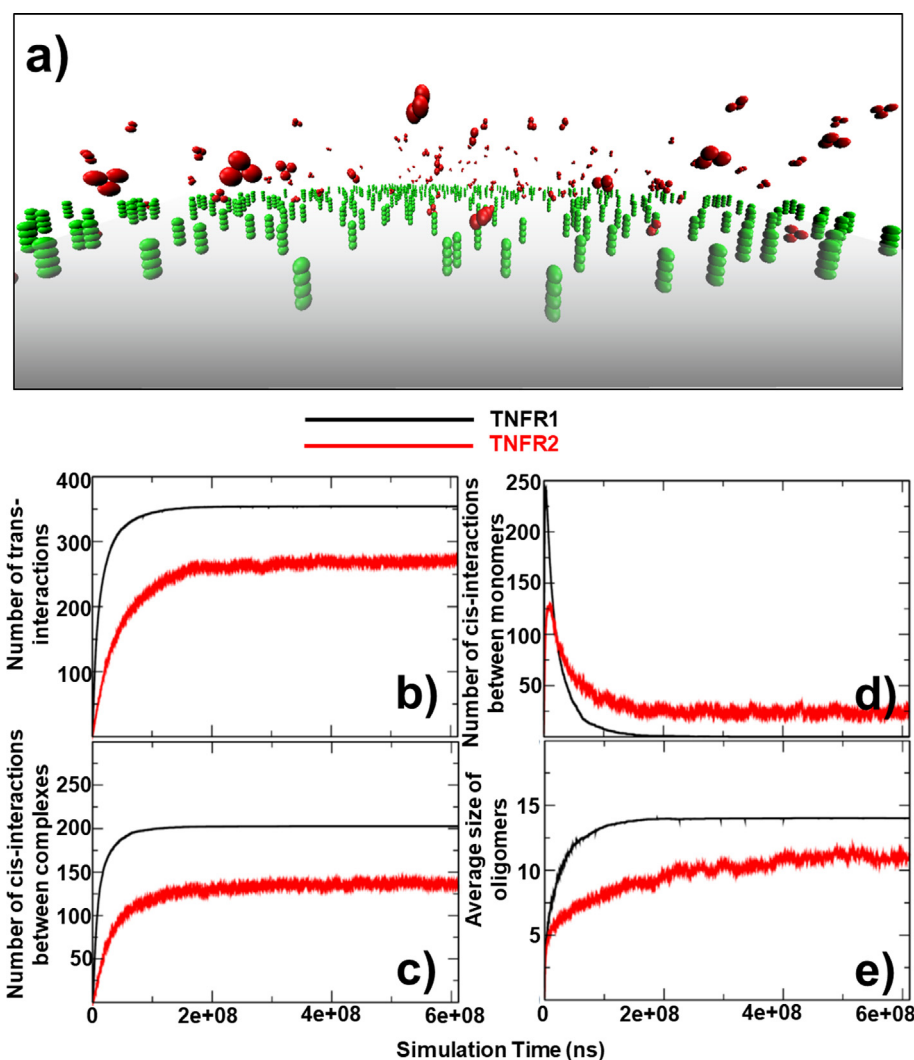 a)
TNFR1
TNFR2
Number of trans-
interactions
400
300
200
100
b)
Number of cis-interactions
between monomers
250
200
150
100
75
50
25
d)
Number of cis-interactions
between complexes
250
200
150
100
50
0
2e+08
4e+08
6e+08
c)
Average size of
oligomers
15
10
5
0
2e+08
4e+08
6e+08
e)
Simulation Time (ns)